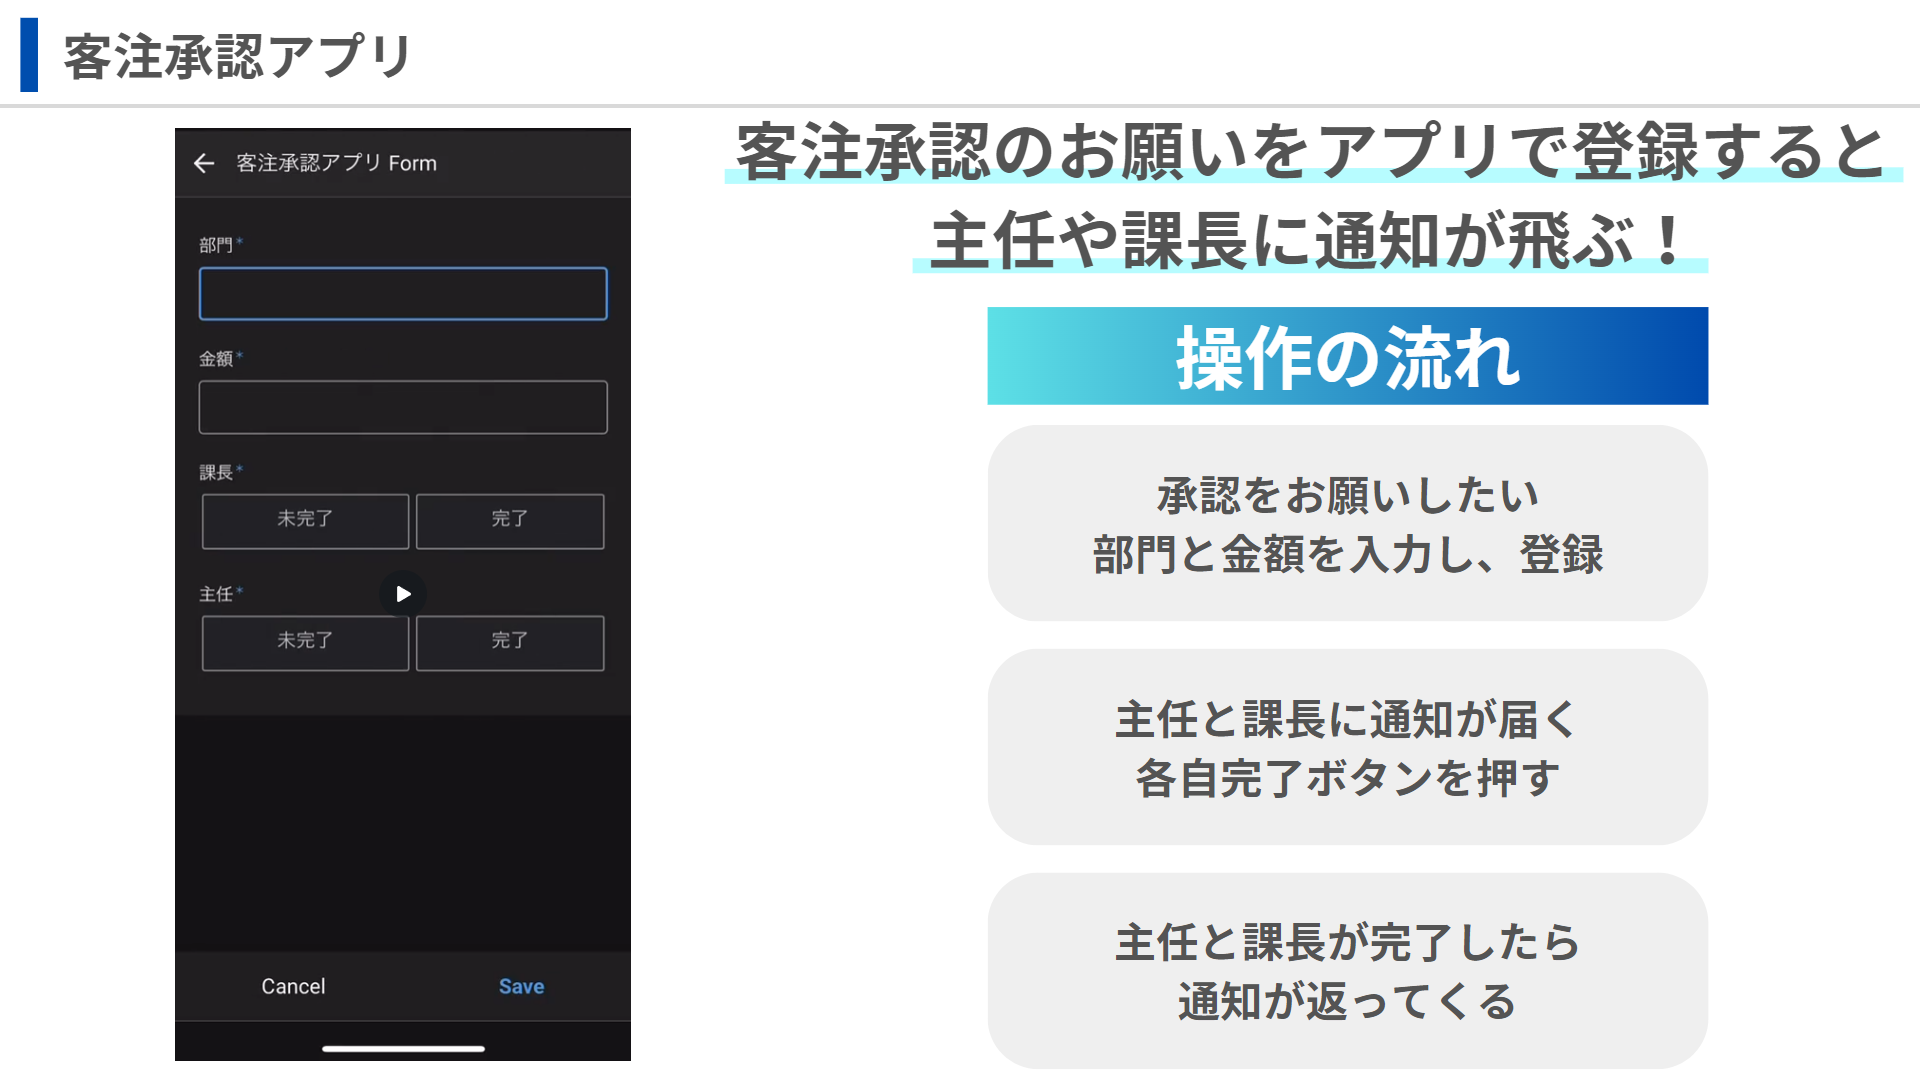 客注承認アプリ
客注承認アプリ Form
部門*
金額*
課長*
未完了 完了
主任*
未完了 完了
Cancel Save
客注承認のお願いをアプリで登録すると
主任や課長に通知が飛ぶ！
操作の流れ
承認をお願いしたい
部門と金額を入力し、登録
主任と課長に通知が届く
各自完了ボタンを押す
主任と課長が完了したら
通知が返ってくる